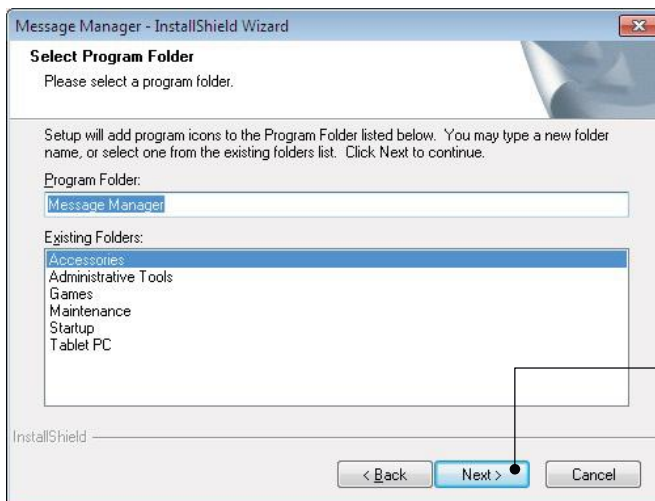 Message Manager - InstallShield Wizard
Select Program Folder
Please select a program folder.
Setup will add program icons to the Program Folder listed below. You may type a new folder
name, or select one from the existing folders list. Click Next to continue.
Program Folder:
Message Manager
Existing Folders:
Accessories
Administrative Tools
Games
Maintenance
Startup
Tablet PC
InstallShield
< Back
Next >
Cancel